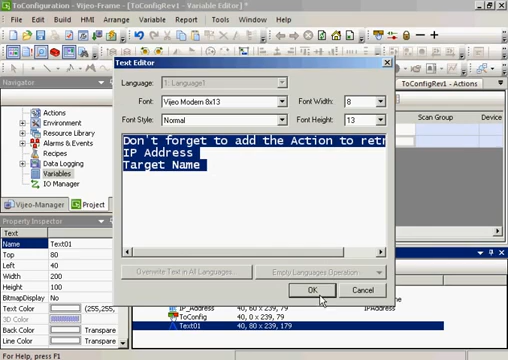 ToConfiguration - Vijeo-Frame - [ToConfigRev1 - Variable Editor]
File Edit Build HMI Arrange Variable Report Tools Window Help
Text Editor
Language: 1: Language1
Font: Vijeo Modern 8x13 Font Width: 8
Font Style: Normal Font Height: 13
Don't forget to add the Action to retr
IP Address
Target Name
Overwrite Text in All Languages... Empty Languages Operation
OK Cancel
Navigator
Actions
Environment
Resource Library
Alarms & Events
Recipes
Data Logging
Variables
IO Manager
Vijeo-Manager Project
ToConfigRev1 - Actions
Scan Group Device
Property Inspector
Text
Name Text01
Top 80
Left 40
Width 200
Height 100
BitmapDisplay No
Text Color (255,
3D Color
Back Color Transpare
Line Color Transpare
IP_Address 40, 60 x 239, 179 IPAddress
ToConfig 40, 0 x 239, 179
Text01 40, 80 x 239, 179
For Help, press F1